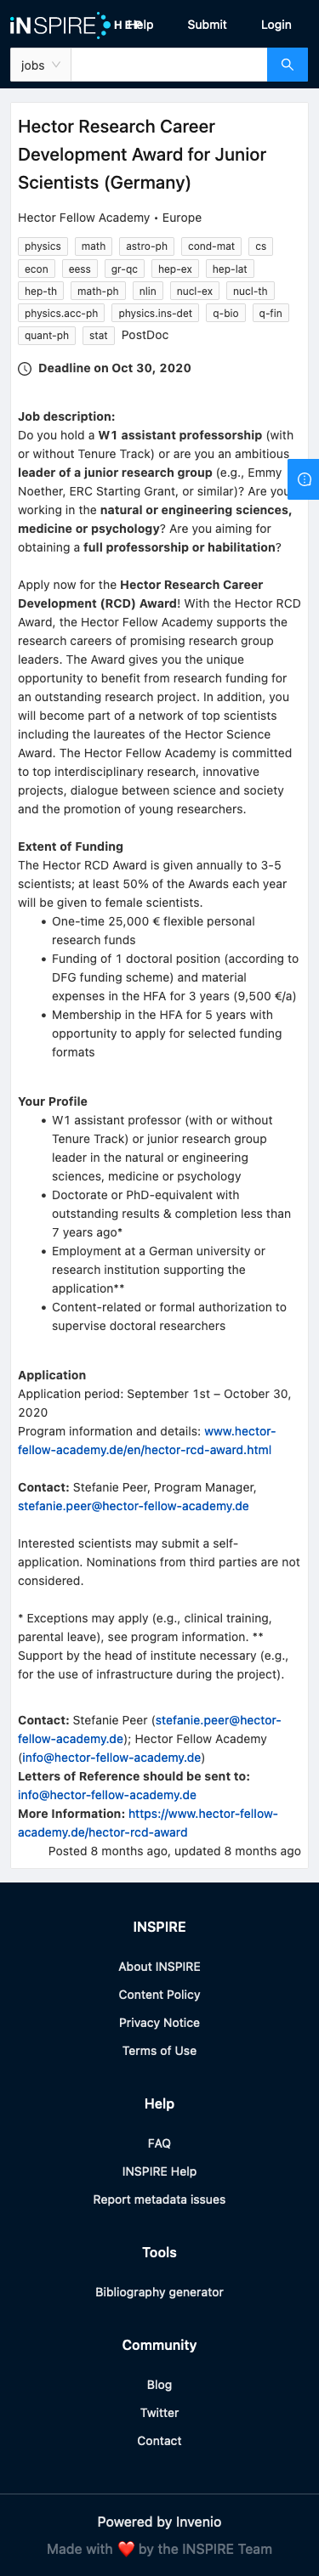 iNSPIRE HEP Help Submit Login
jobs
Hector Research Career
Development Award for Junior
Scientists (Germany)
Hector Fellow Academy • Europe
physics math astro-ph cond-mat cs
econ eess gr-qc hep-ex hep-lat
hep-th math-ph nlin nucl-ex nucl-th
physics.acc-ph physics.ins-det q-bio q-fin
quant-ph stat PostDoc
Deadline on Oct 30, 2020
Job description:
Do you hold a W1 assistant professorship (with
or without Tenure Track) or are you an ambitious
leader of a junior research group (e.g., Emmy
Noether, ERC Starting Grant, or similar)? Are you
working in the natural or engineering sciences,
medicine or psychology? Are you aiming for
obtaining a full professorship or habilitation?
Apply now for the Hector Research Career
Development (RCD) Award! With the Hector RCD
Award, the Hector Fellow Academy supports the
research careers of promising research group
leaders. The Award gives you the unique
opportunity to benefit from research funding for
an outstanding research project. In addition, you
will become part of a network of top scientists
including the laureates of the Hector Science
Award. The Hector Fellow Academy is committed
to top interdisciplinary research, innovative
projects, dialogue between science and society
and the promotion of young researchers.
Extent of Funding
The Hector RCD Award is given annually to 3-5
scientists; at least 50% of the Awards each year
will be given to female scientists.
• One-time 25,000 € flexible personal
research funds
• Funding of 1 doctoral position (according to
DFG funding scheme) and material
expenses in the HFA for 3 years (9,500 €/a)
• Membership in the HFA for 5 years with
opportunity to apply for selected funding
formats
Your Profile
• W1 assistant professor (with or without
Tenure Track) or junior research group
leader in the natural or engineering
sciences, medicine or psychology
• Doctorate or PhD-equivalent with
outstanding results & completion less than
7 years ago*
• Employment at a German university or
research institution supporting the
application**
• Content-related or formal authorization to
supervise doctoral researchers
Application
Application period: September 1st – October 30,
2020
Program information and details: www.hector-
fellow-academy.de/en/hector-rcd-award.html
Contact: Stefanie Peer, Program Manager,
stefanie.peer@hector-fellow-academy.de
Interested scientists may submit a self-
application. Nominations from third parties are not
considered.
* Exceptions may apply (e.g., clinical training,
parental leave), see program information. **
Support by the head of institute necessary (e.g.,
for the use of infrastructure during the project).
Contact: Stefanie Peer (stefanie.peer@hector-
fellow-academy.de); Hector Fellow Academy
(info@hector-fellow-academy.de)
Letters of Reference should be sent to:
info@hector-fellow-academy.de
More Information: https://www.hector-fellow-
academy.de/hector-rcd-award
Posted 8 months ago, updated 8 months ago
INSPIRE
About INSPIRE
Content Policy
Privacy Notice
Terms of Use
Help
FAQ
INSPIRE Help
Report metadata issues
Tools
Bibliography generator
Community
Blog
Twitter
Contact
Powered by Invenio
Made with ❤️ by the INSPIRE Team